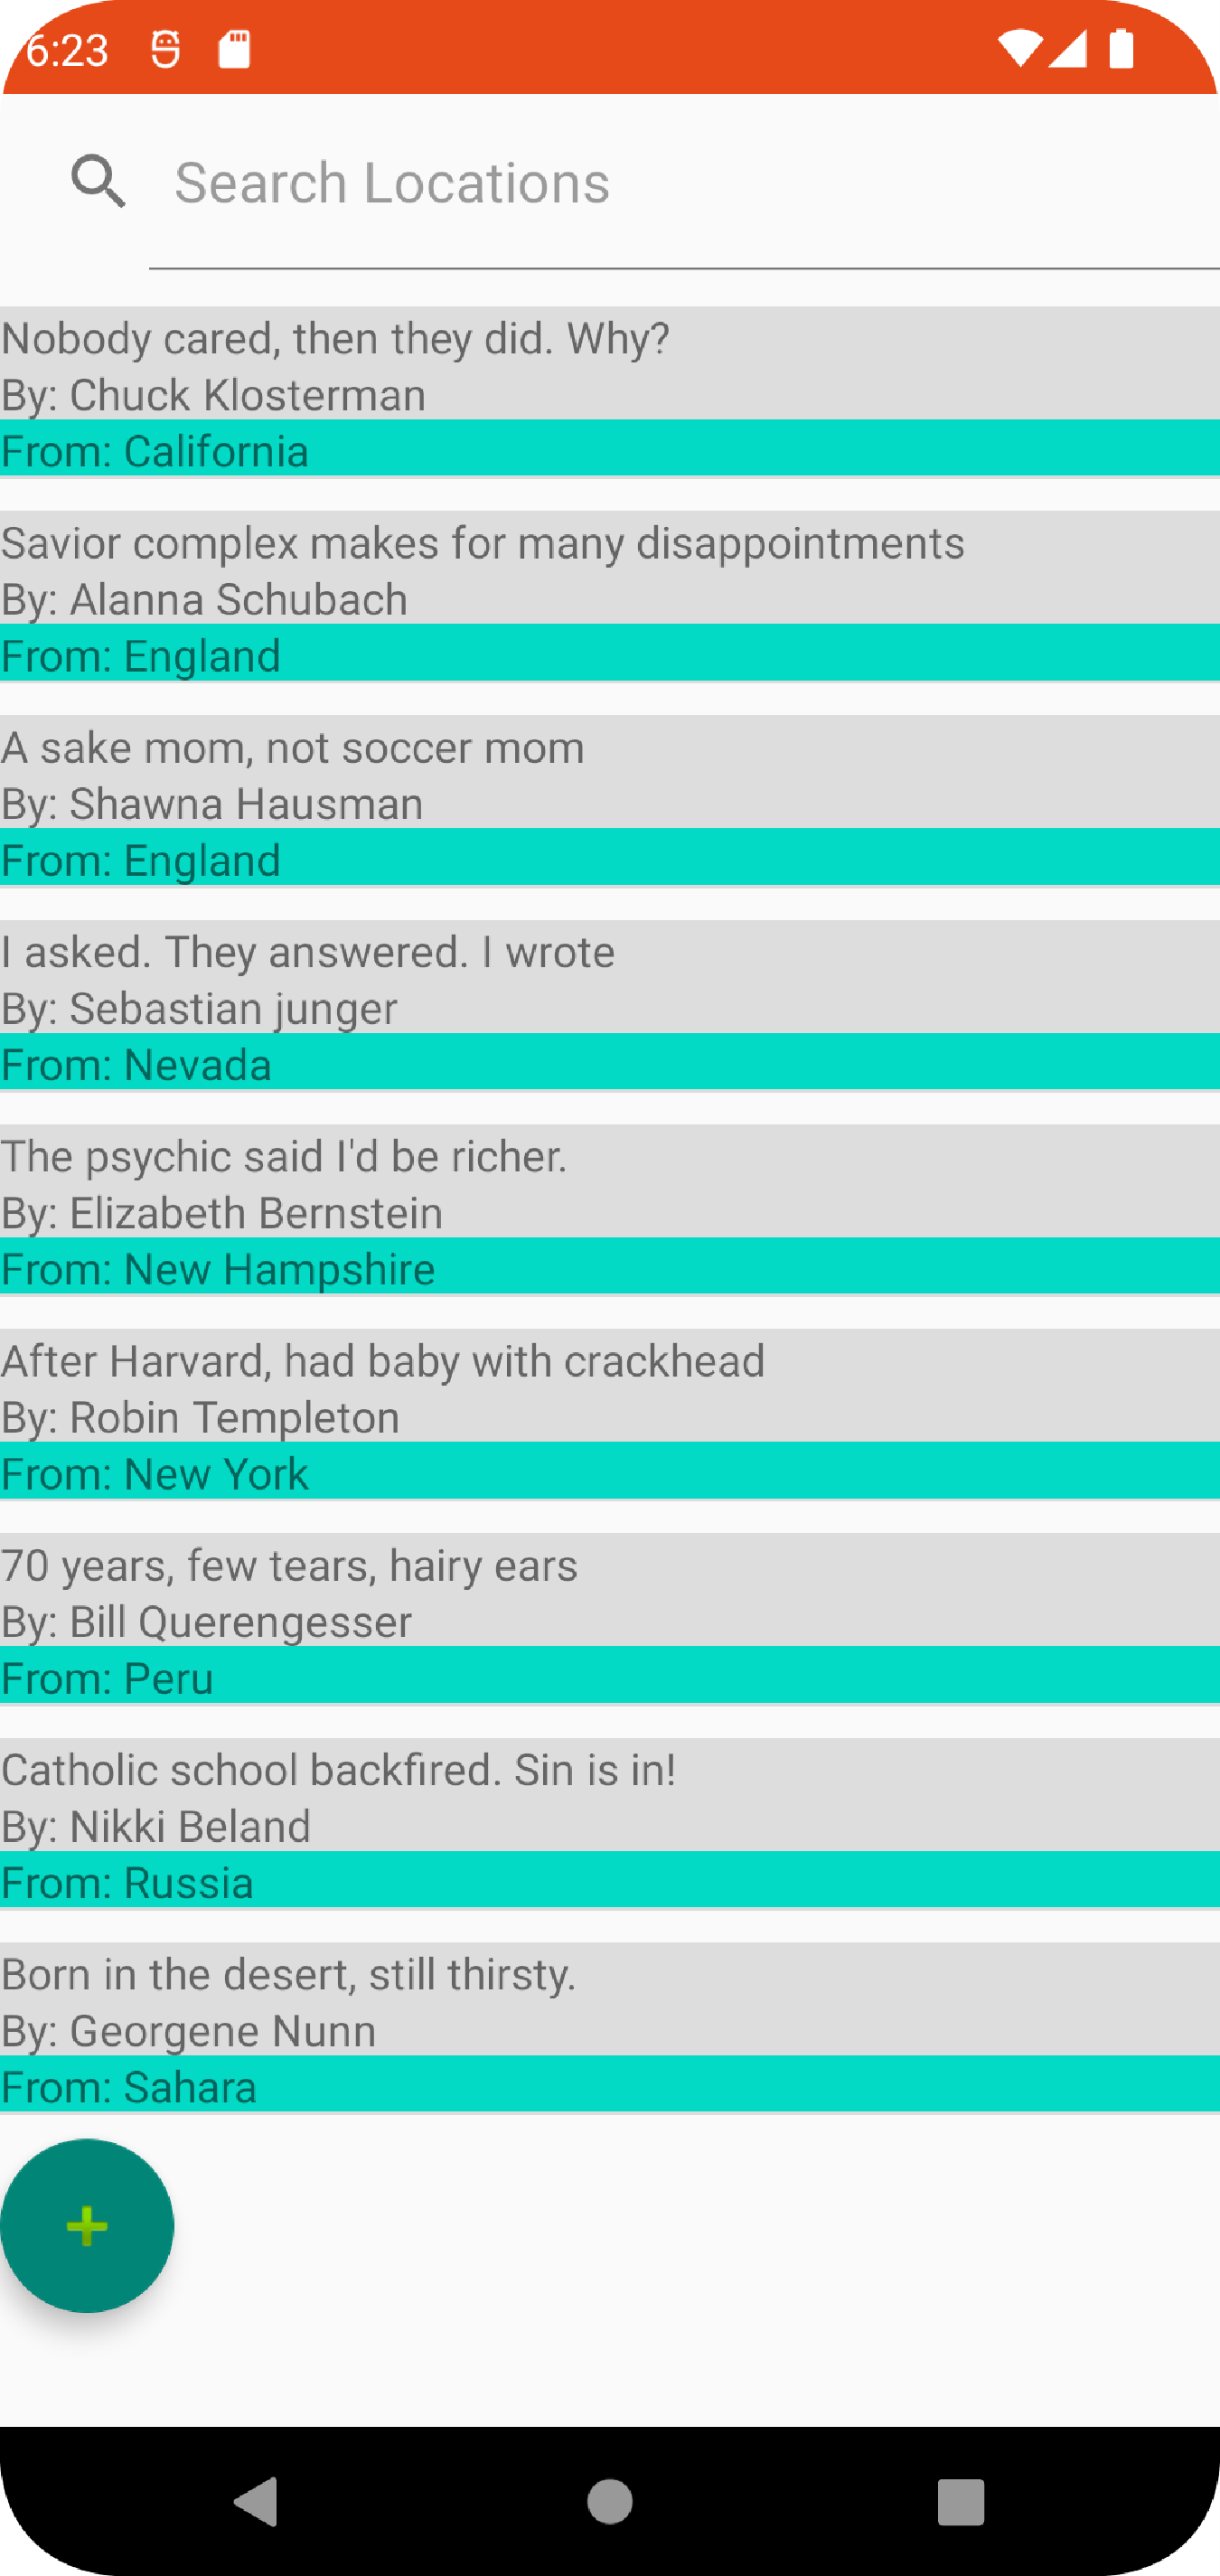 6:23
Search Locations
Nobody cared, then they did. Why?
By: Chuck Klosterman
From: California
Savior complex makes for many disappointments
By: Alanna Schubach
From: England
A sake mom, not soccer mom
By: Shawna Hausman
From: England
I asked. They answered. I wrote
By: Sebastian junger
From: Nevada
The psychic said I'd be richer.
By: Elizabeth Bernstein
From: New Hampshire
After Harvard, had baby with crackhead
By: Robin Templeton
From: New York
70 years, few tears, hairy ears
By: Bill Querengesser
From: Peru
Catholic school backfired. Sin is in!
By: Nikki Beland
From: Russia
Born in the desert, still thirsty.
By: Georgene Nunn
From: Sahara